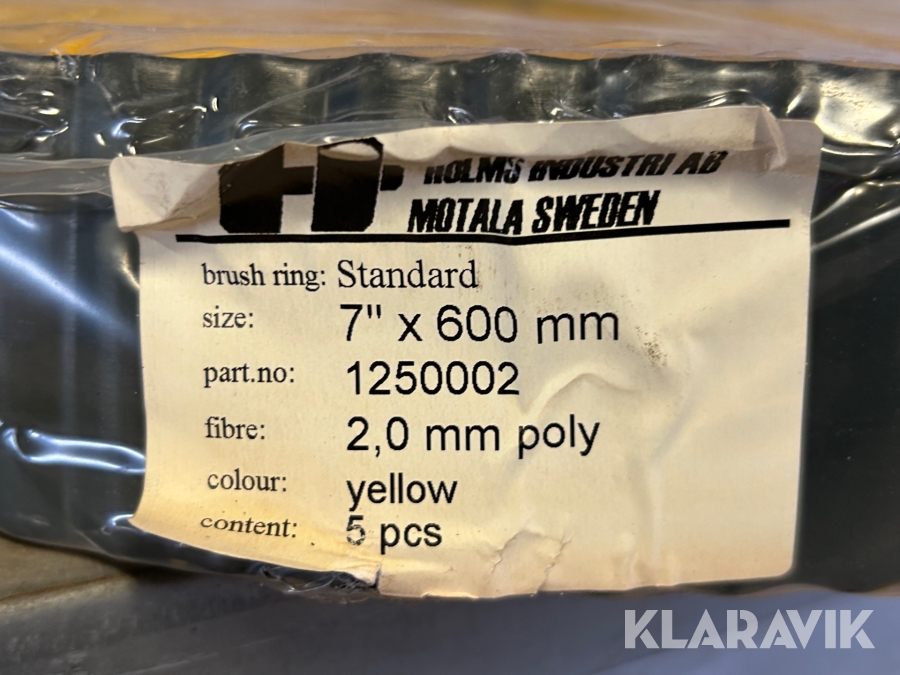 HOLMS INDUSTRI AB
MOTALA SWEDEN
brush ring: Standard
size: 7" x 600 mm
part.no: 1250002
fibre: 2,0 mm poly
colour: yellow
content: 5 pcs
KLARAVIK